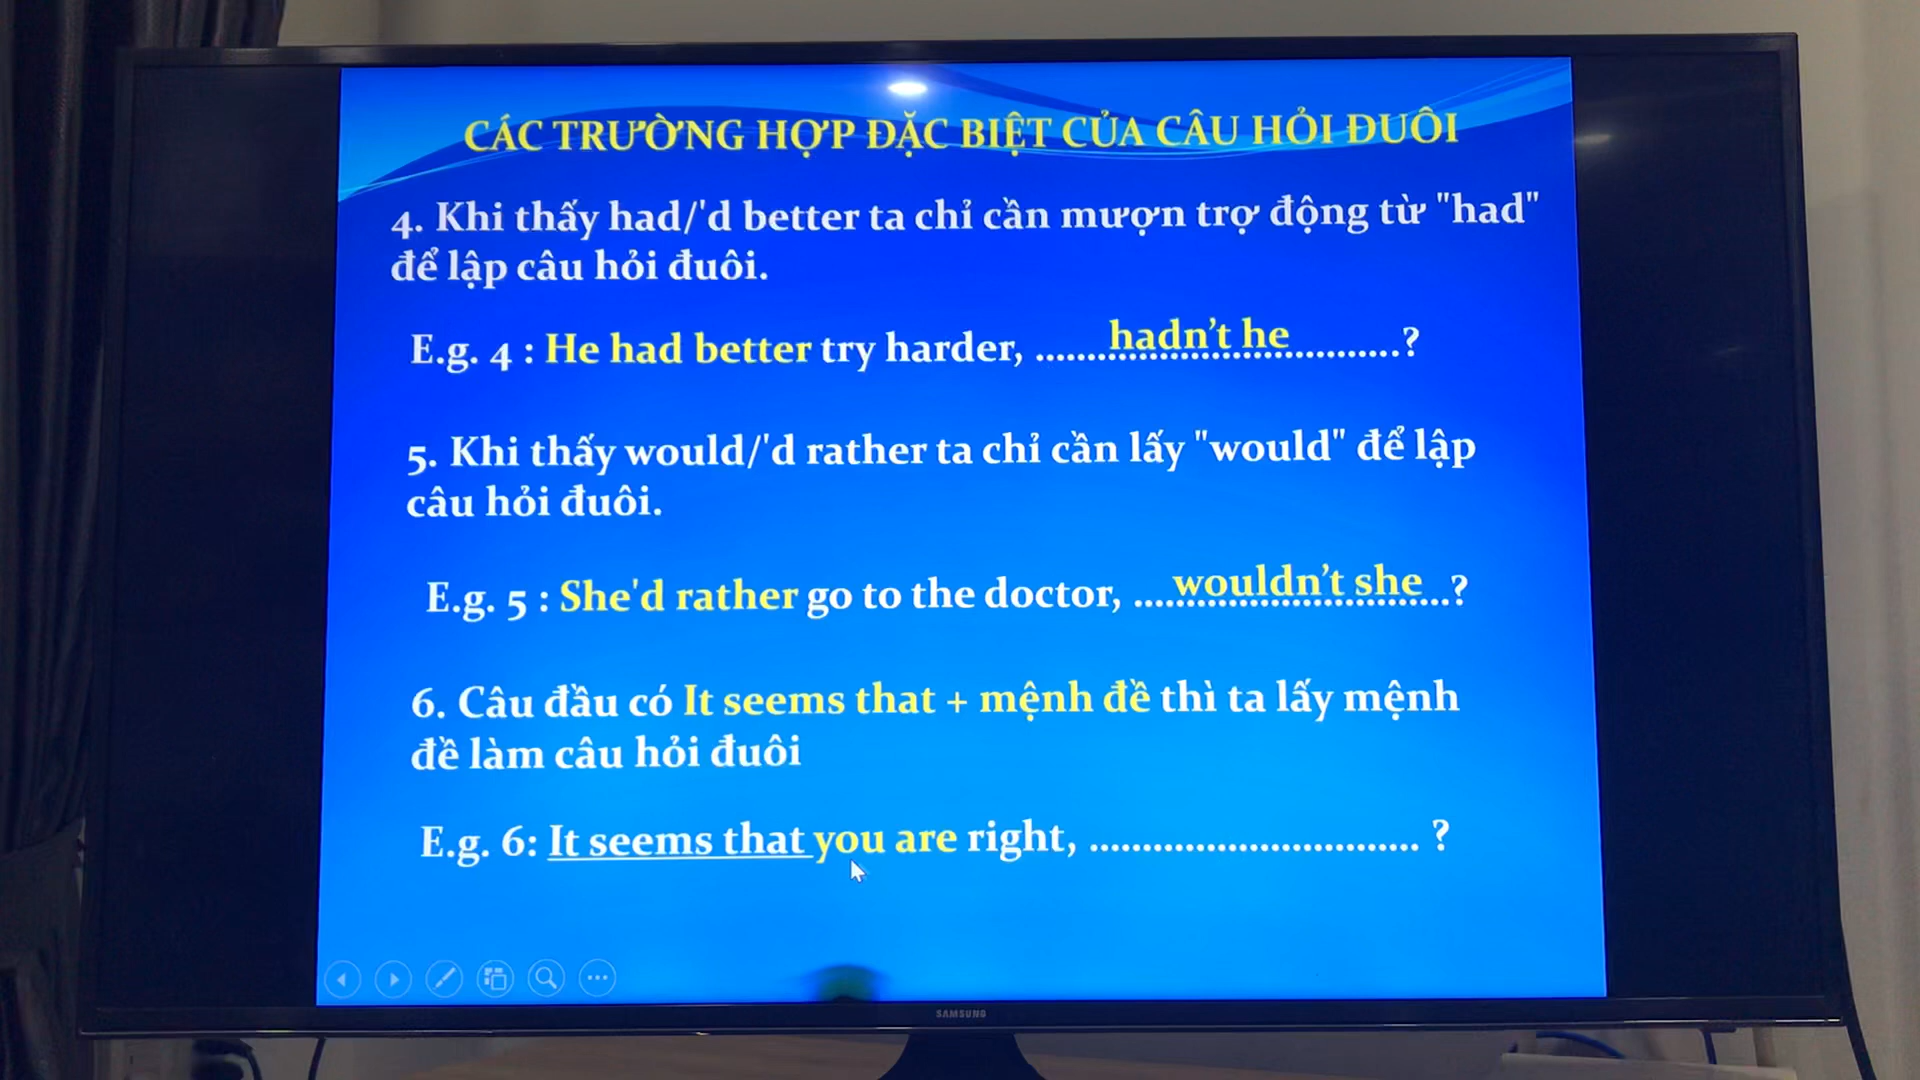 CÁC TRƯỜNG HỢP ĐẶC BIỆT CỦA CÂU HỎI ĐUÔI
4. Khi thấy had/'d better ta chỉ cần mượn trợ động từ "had"
để lập câu hỏi đuôi.
E.g. 4 : He had better try harder, ....................................? hadn't he
5. Khi thấy would/'d rather ta chỉ cần lấy "would" để lập
câu hỏi đuôi.
E.g. 5 : She'd rather go to the doctor, ...............................? wouldn't she
6. Câu đầu có It seems that + mệnh đề thì ta lấy mệnh
đề làm câu hỏi đuôi
E.g. 6: It seems that you are right, ................................ ?
SAMSUNG